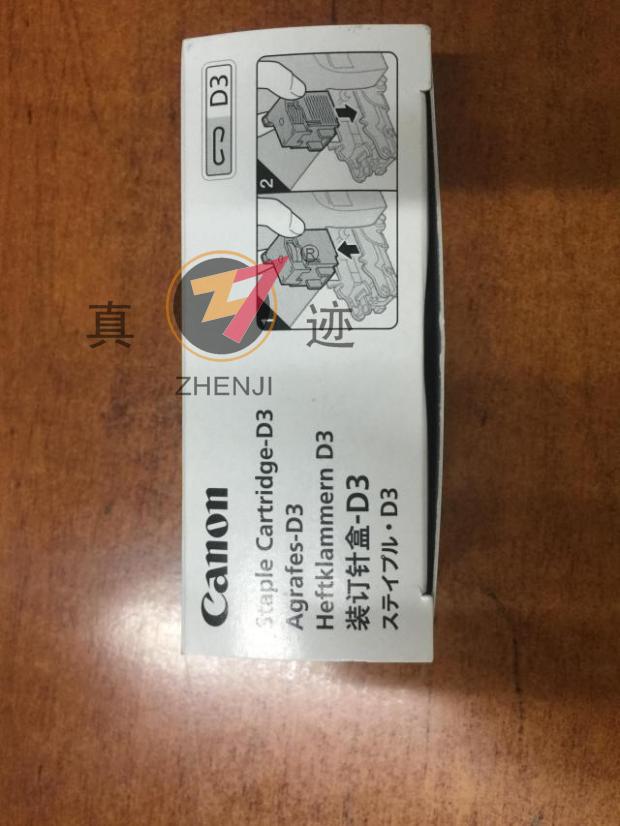 Canon
Staple Cartridge-D3
Agrafes-D3
Heftklammern D3
装订针盒-D3
ステイプル・D3
1
2
D3
真迹
ZHENJI
R